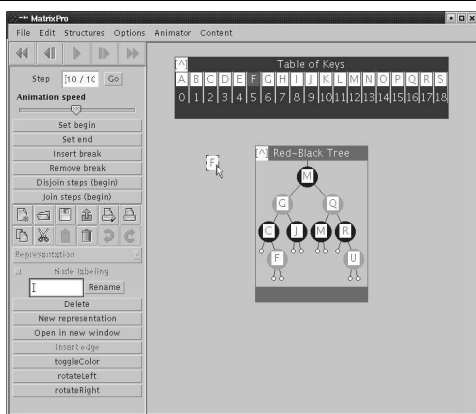 MatrixPro
File Edit Structures Options Animator Content
Step 10 / 10 Go
Animation speed
Set begin
Set end
Insert break
Remove break
Disjoin steps (begin)
Join steps (begin)
Representation
Node labeling
Rename
Delete
New representation
Open in new window
Insert edge
toggleColor
rotateLeft
rotateRight
[^] Table of Keys
A B C D E F G H I J K L M N O P Q R S
0 1 2 3 4 5 6 7 8 9 10 11 12 13 14 15 16 17 18
F
[^] Red-Black Tree
M
G Q
C J M R
F U